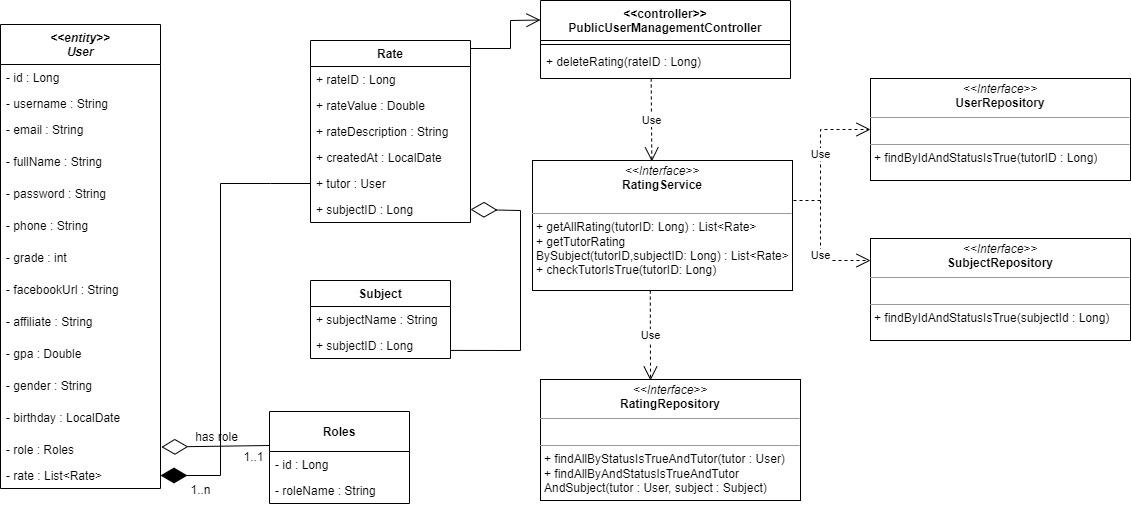 <<entity>>
User
- id : Long
- username : String
- email : String
- fullName : String
- password : String
- phone : String
- grade : int
- facebookUrl : String
- affiliate : String
- gpa : Double
- gender : String
- birthday : LocalDate
- role : Roles
- rate : List<Rate>
Rate
+ rateID : Long
+ rateValue : Double
+ rateDescription : String
+ createdAt : LocalDate
+ tutor : User
+ subjectID : Long
Subject
+ subjectName : String
+ subjectID : Long
has role
1..1
1..n
Roles
- id : Long
- roleName : String
<<controller>>
PublicUserManagementController
+ deleteRating(rateID : Long)
Use
<<Interface>>
RatingService
+ getAllRating(tutorID: Long) : List<Rate>
+ getTutorRating
BySubject(tutorID,subjectID: Long) : List<Rate>
+ checkTutorIsTrue(tutorID: Long)
Use
<<Interface>>
RatingRepository
+ findAllByStatusIsTrueAndTutor(tutor : User)
+ findAllByAndStatusIsTrueAndTutor
AndSubject(tutor : User, subject : Subject)
Use
<<Interface>>
UserRepository
+ findByIdAndStatusIsTrue(tutorID : Long)
Use
<<Interface>>
SubjectRepository
+ findByIdAndStatusIsTrue(subjectId : Long)